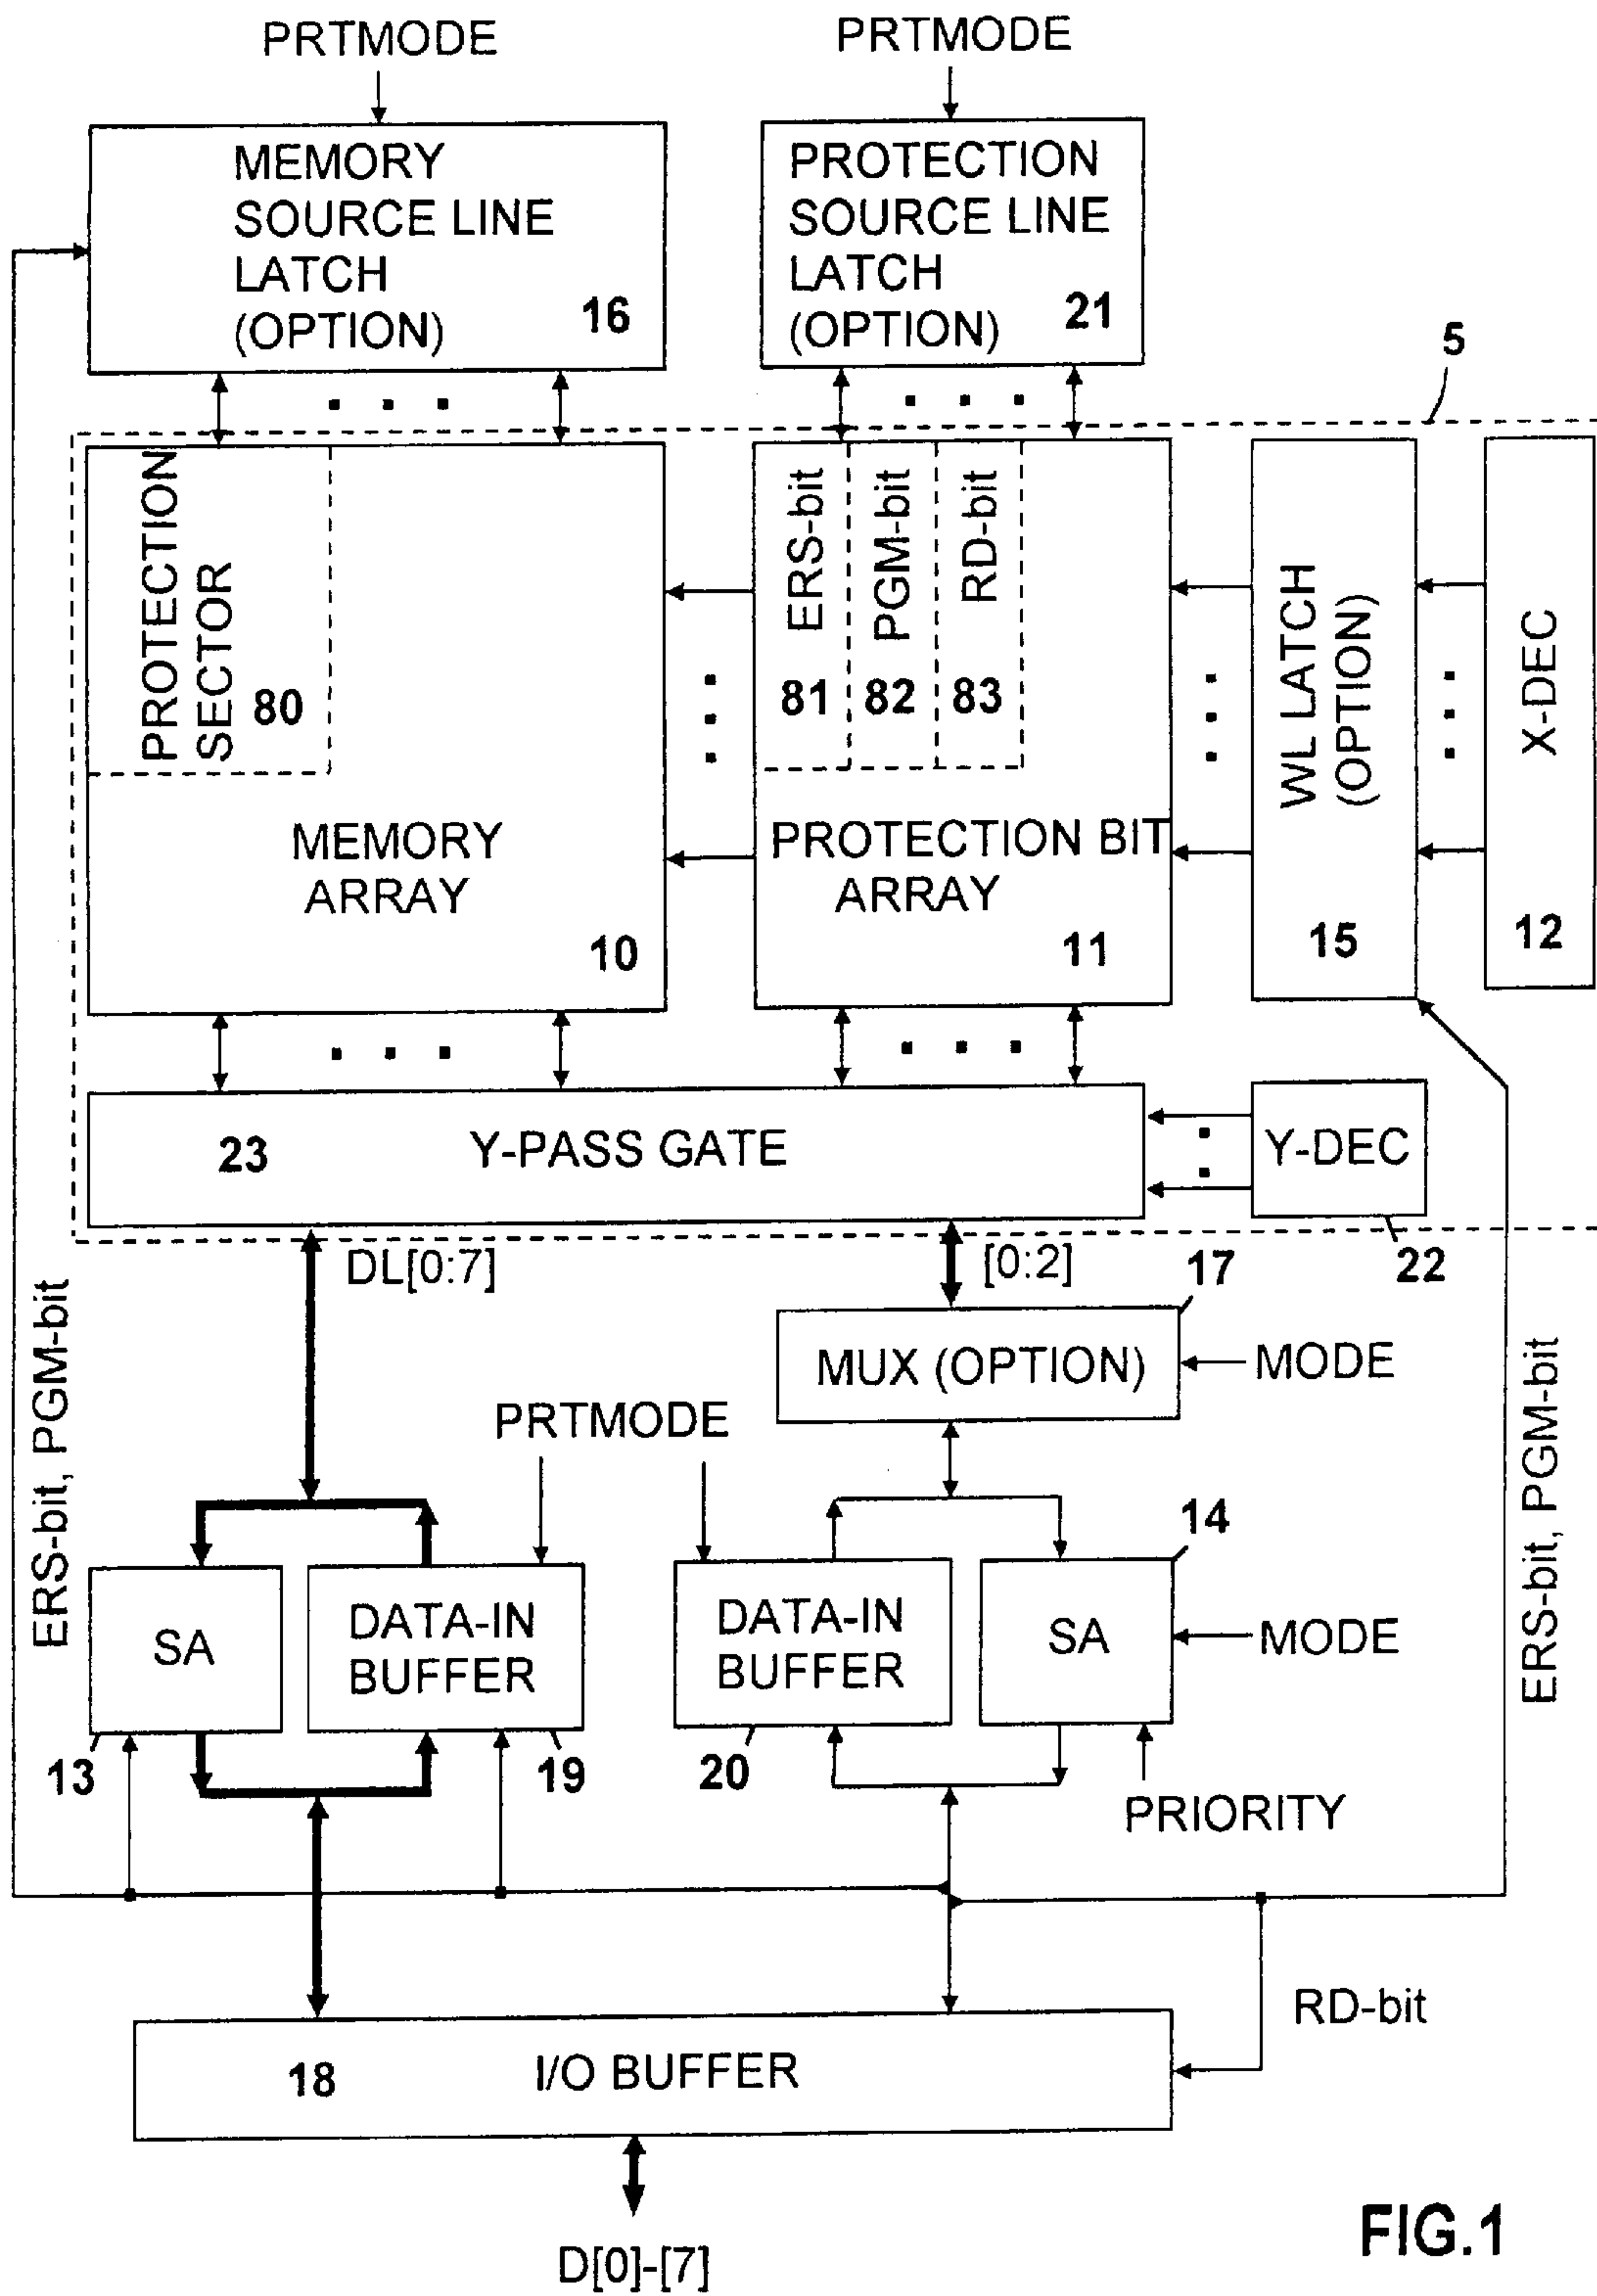 PRTMODE
PRTMODE
MEMORY
SOURCE LINE
LATCH
(OPTION)
16
PROTECTION
SOURCE LINE
LATCH
(OPTION)
21
5
PROTECTION
SECTOR
80
MEMORY
ARRAY
10
ERS-bit
81
PGM-bit
82
RD-bit
83
PROTECTION BIT
ARRAY
11
WL LATCH
(OPTION)
15
X-DEC
12
23
Y-PASS GATE
Y-DEC
22
DL[0:7]
[0:2]
17
MUX (OPTION)
MODE
ERS-bit, PGM-bit
ERS-bit, PGM-bit
PRTMODE
14
SA
13
DATA-IN
BUFFER
19
DATA-IN
BUFFER
20
SA
MODE
PRIORITY
RD-bit
18
I/O BUFFER
D[0]-[7]
FIG.1